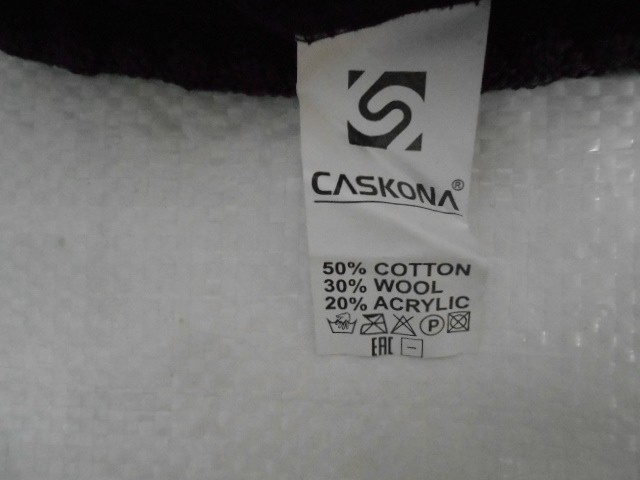 CASKONA®
50% COTTON
30% WOOL
20% ACRYLIC
P
EAC